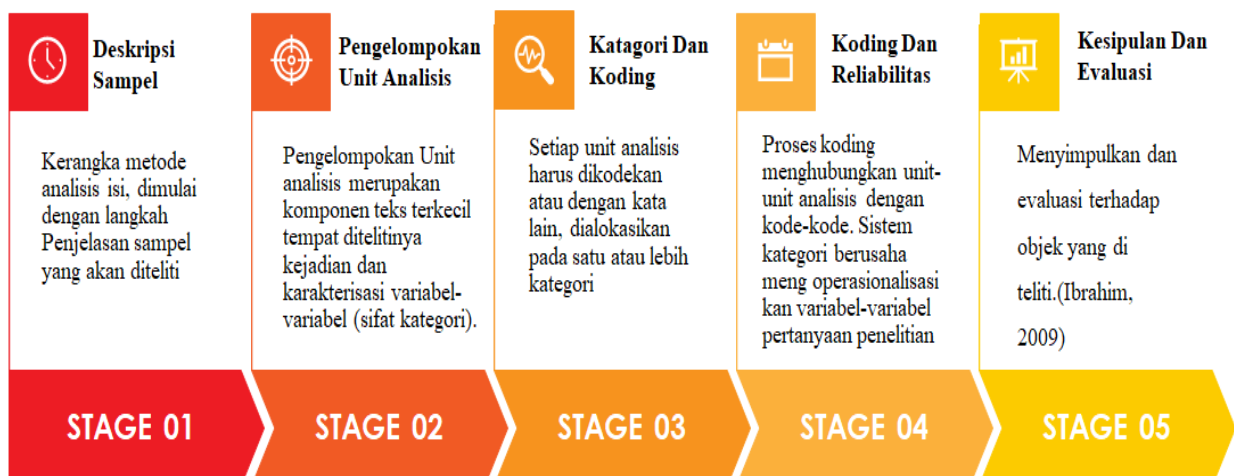 Deskripsi
Sampel
Kerangka metode
analisis isi, dimulai
dengan langkah
Penjelasan sampel
yang akan diteliti
STAGE 01
Pengelompokan
Unit Analisis
Pengelompokan Unit
analisis merupakan
komponen teks terkecil
tempat ditelitinya
kejadian dan
karakterisasi variabel-
variabel (sifat kategori).
STAGE 02
Katagori Dan
Koding
Setiap unit analisis
harus dikodekan
atau dengan kata
lain, dialokasikan
pada satu atau lebih
kategori
STAGE 03
Koding Dan
Reliabilitas
Proses koding
menghubungkan unit-
unit analisis dengan
kode-kode. Sistem
kategori berusaha
meng operasionalisasi
kan variabel-variabel
pertanyaan penelitian
STAGE 04
Kesipulan Dan
Evaluasi
Menyimpulkan dan
evaluasi terhadap
objek yang di
teliti.(Ibrahim,
2009)
STAGE 05